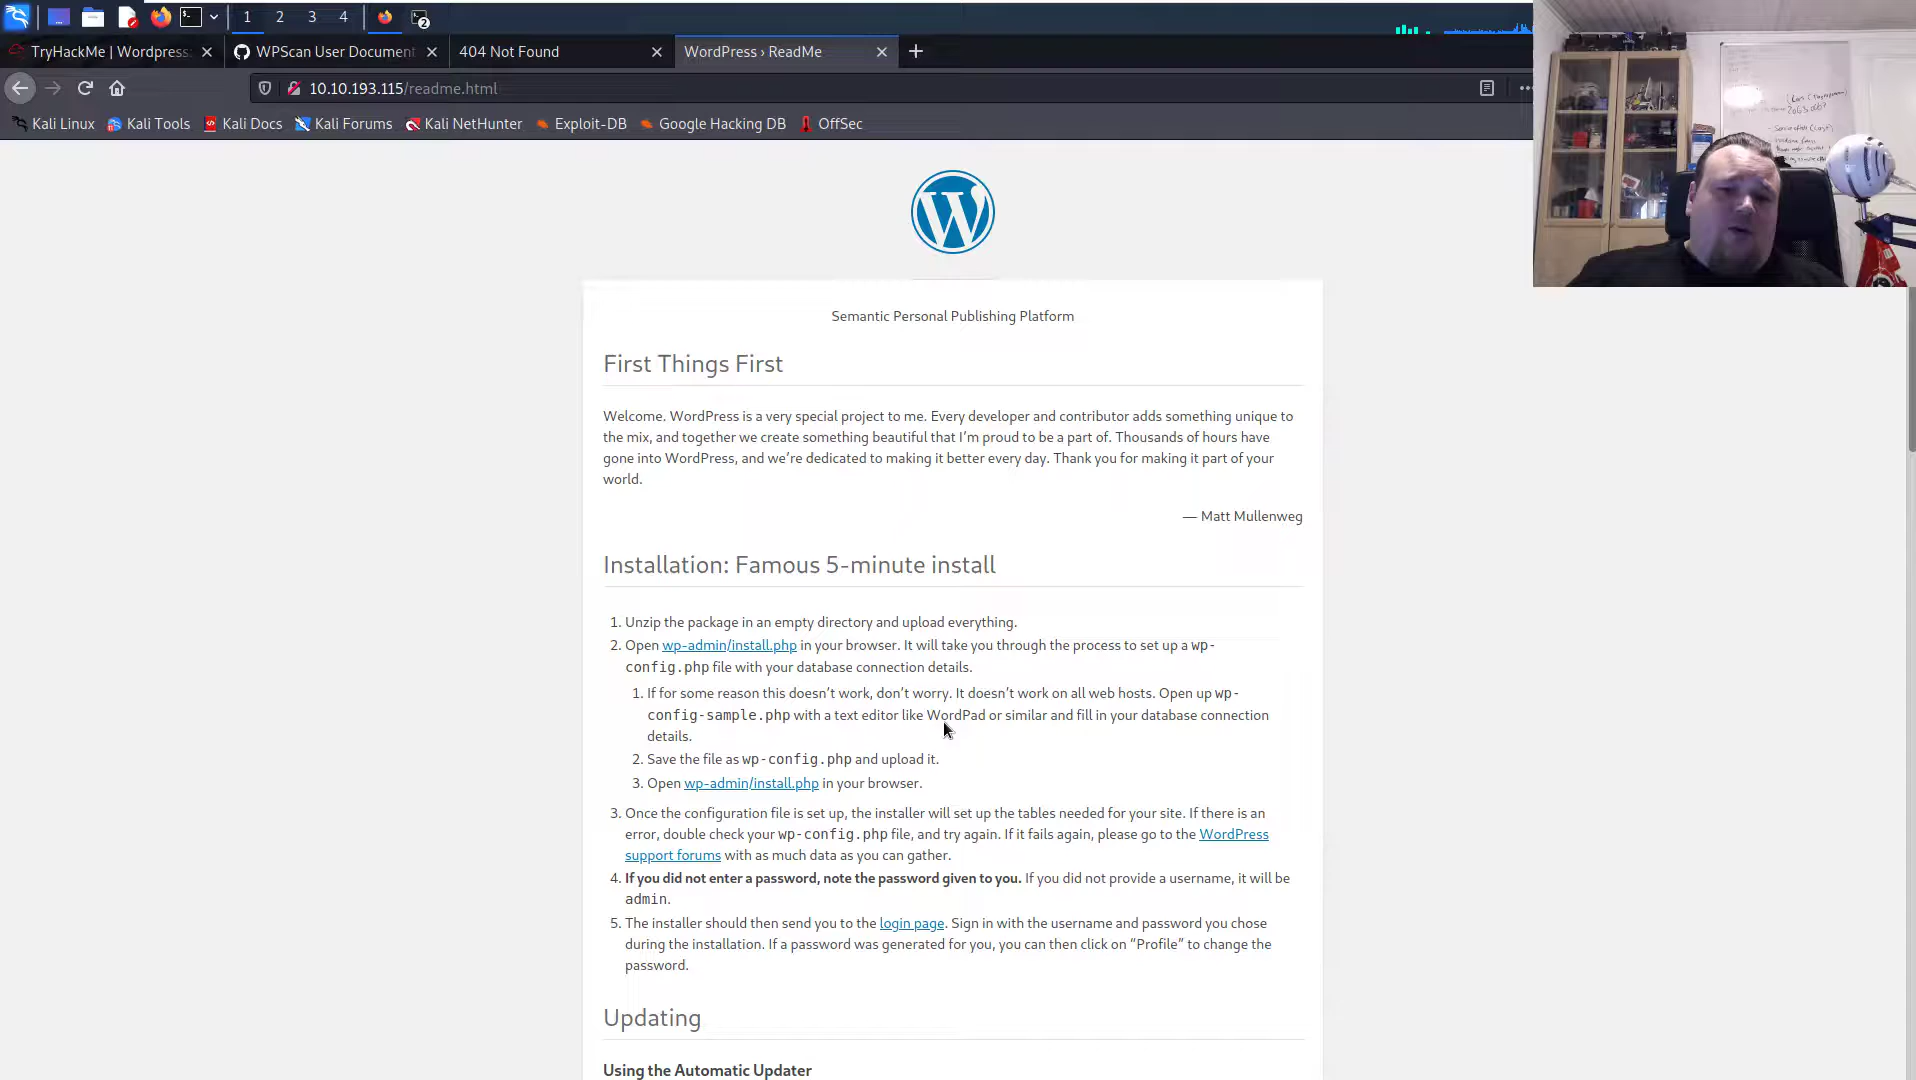 1 2 3 4 2
TryHackMe | Wordpress:
WPScan User Document
404 Not Found
WordPress › ReadMe
10.10.193.115/readme.html
Kali Linux
Kali Tools
Kali Docs
Kali Forums
Kali NetHunter
Exploit-DB
Google Hacking DB
OffSec
W
Semantic Personal Publishing Platform
First Things First
Welcome. WordPress is a very special project to me. Every developer and contributor adds something unique to
the mix, and together we create something beautiful that I’m proud to be a part of. Thousands of hours have
gone into WordPress, and we’re dedicated to making it better every day. Thank you for making it part of your
world.
— Matt Mullenweg
Installation: Famous 5-minute install
1. Unzip the package in an empty directory and upload everything.
2. Open wp-admin/install.php in your browser. It will take you through the process to set up a wp-
config.php file with your database connection details.
1. If for some reason this doesn’t work, don’t worry. It doesn’t work on all web hosts. Open up wp-
config-sample.php with a text editor like WordPad or similar and fill in your database connection
details.
2. Save the file as wp-config.php and upload it.
3. Open wp-admin/install.php in your browser.
3. Once the configuration file is set up, the installer will set up the tables needed for your site. If there is an
error, double check your wp-config.php file, and try again. If it fails again, please go to the WordPress
support forums with as much data as you can gather.
4. If you did not enter a password, note the password given to you. If you did not provide a username, it will be
admin.
5. The installer should then send you to the login page. Sign in with the username and password you chose
during the installation. If a password was generated for you, you can then click on “Profile” to change the
password.
Updating
Using the Automatic Updater